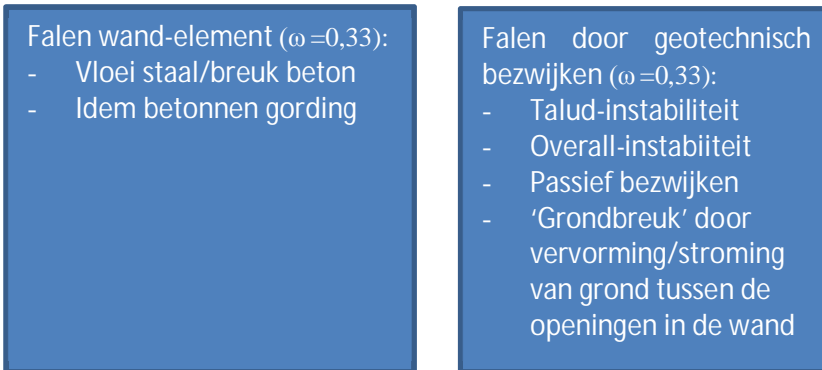 Falen wand-element (ω =0,33):
- Vloei staal/breuk beton
- Idem betonnen gording
Falen door geotechnisch
bezwijken (ω =0,33):
- Talud-instabiliteit
- Overall-instabiiteit
- Passief bezwijken
- ‘Grondbreuk’ door
vervorming/stroming
van grond tussen de
openingen in de wand